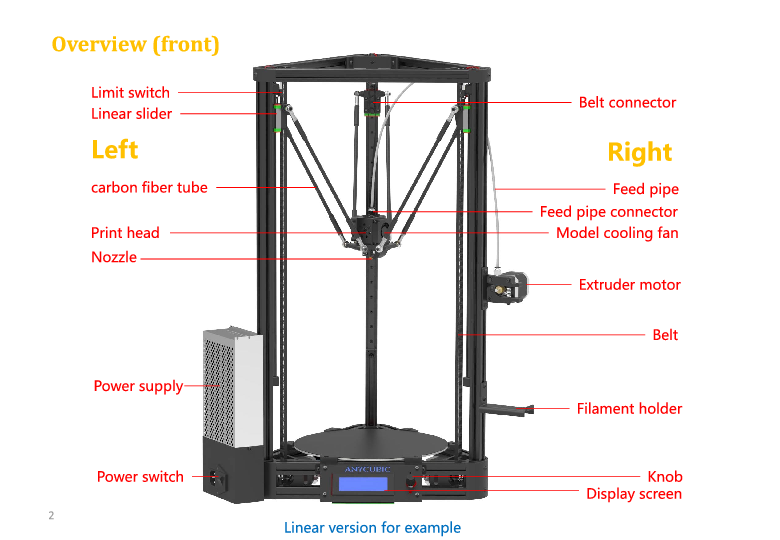 Overview (front)
Limit switch
Linear slider
Belt connector
Left
Right
carbon fiber tube
Feed pipe
Feed pipe connector
Print head
Model cooling fan
Nozzle
Extruder motor
Belt
Power supply
Filament holder
ANYCUBIC
Power switch
Knob
Display screen
2
Linear version for example